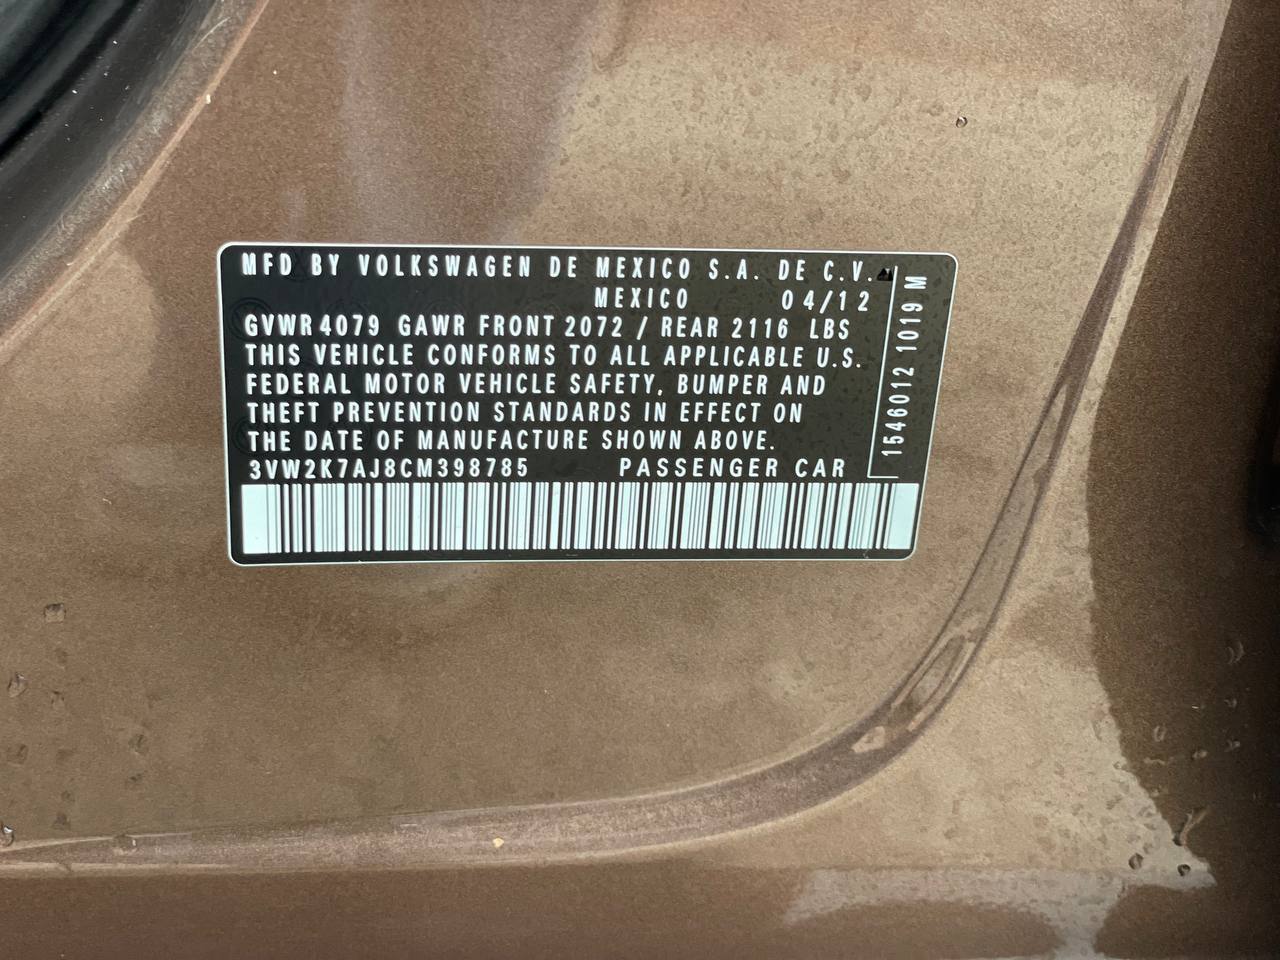 MFD BY VOLKSWAGEN DE MEXICO S.A. DE C.V.
MEXICO 04/12
GVWR 4079 GAWR FRONT 2072 / REAR 2116 LBS
THIS VEHICLE CONFORMS TO ALL APPLICABLE U.S.
FEDERAL MOTOR VEHICLE SAFETY, BUMPER AND
THEFT PREVENTION STANDARDS IN EFFECT ON
THE DATE OF MANUFACTURE SHOWN ABOVE.
3VW2K7AJ8CM398785 PASSENGER CAR
1546012 1019 M